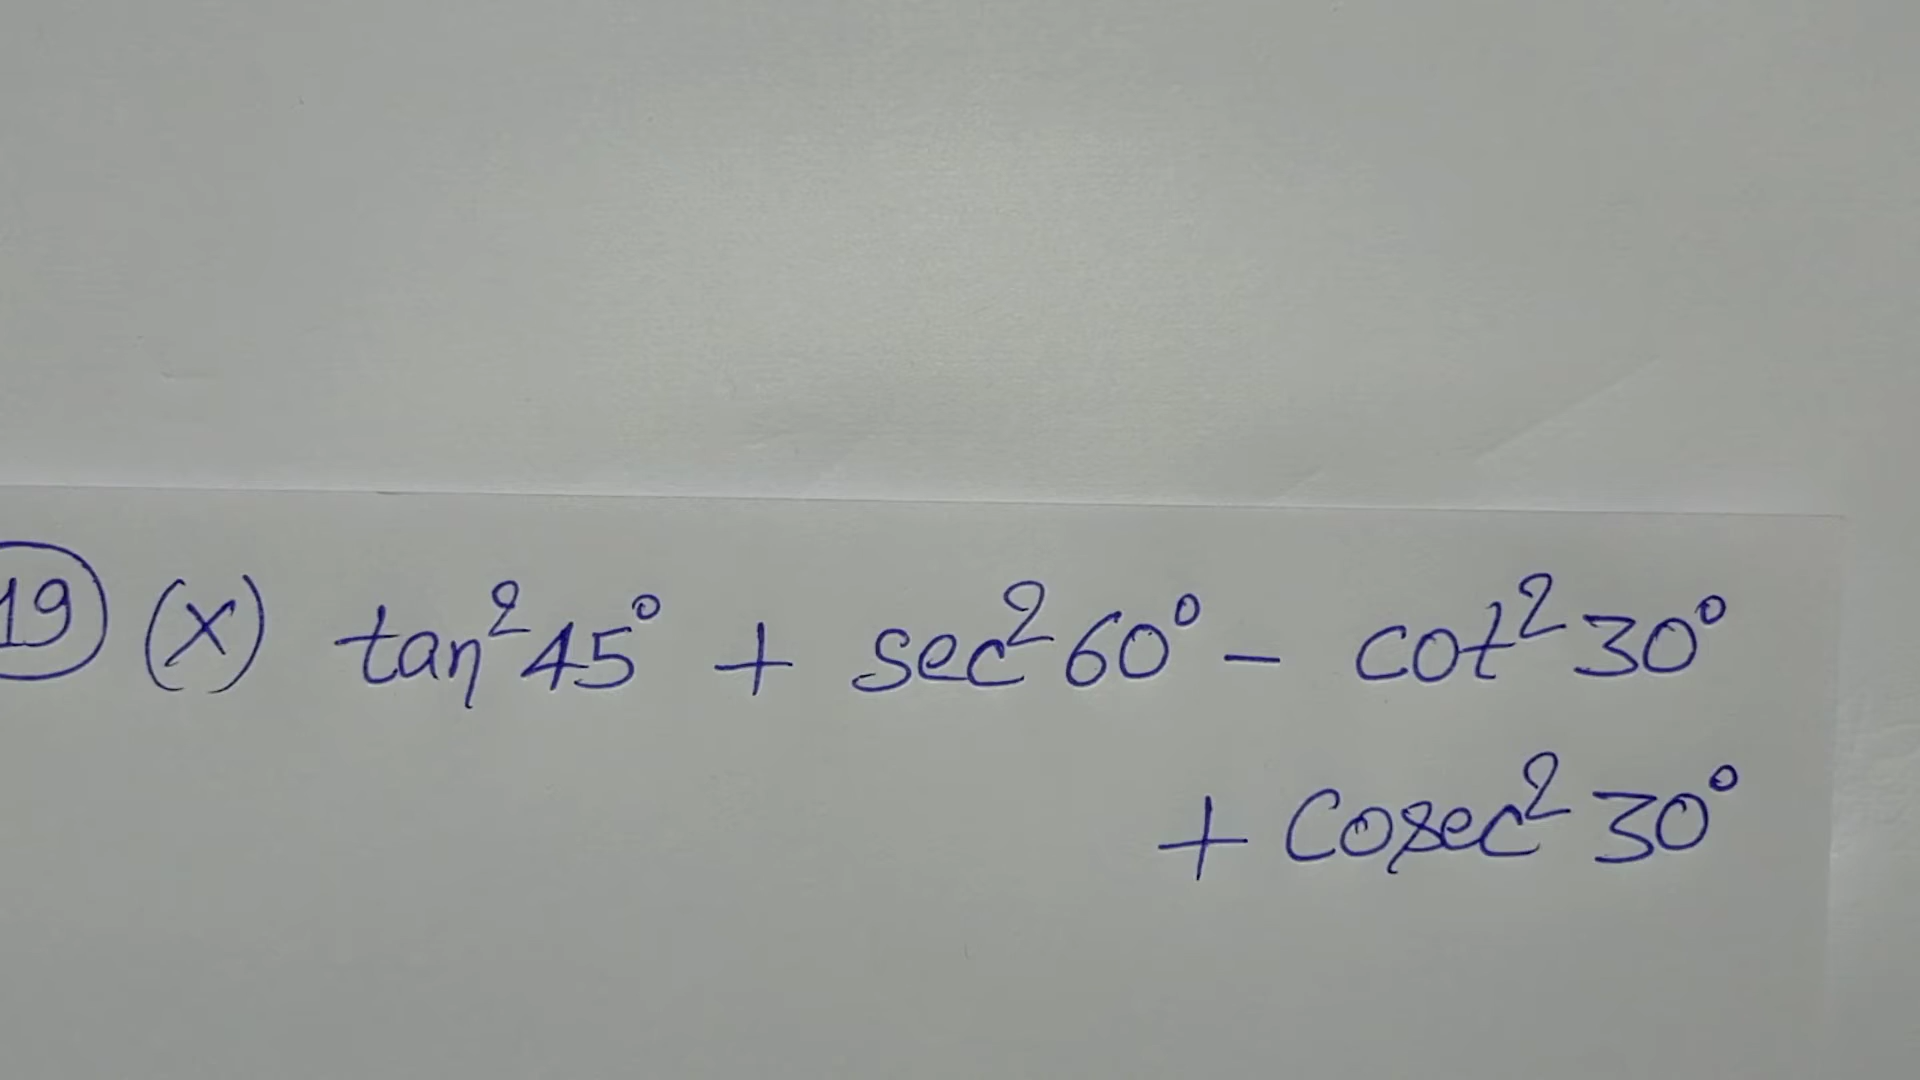 19 (x) tan²45° + sec²60° - cot²30°
+ Cosec²30°